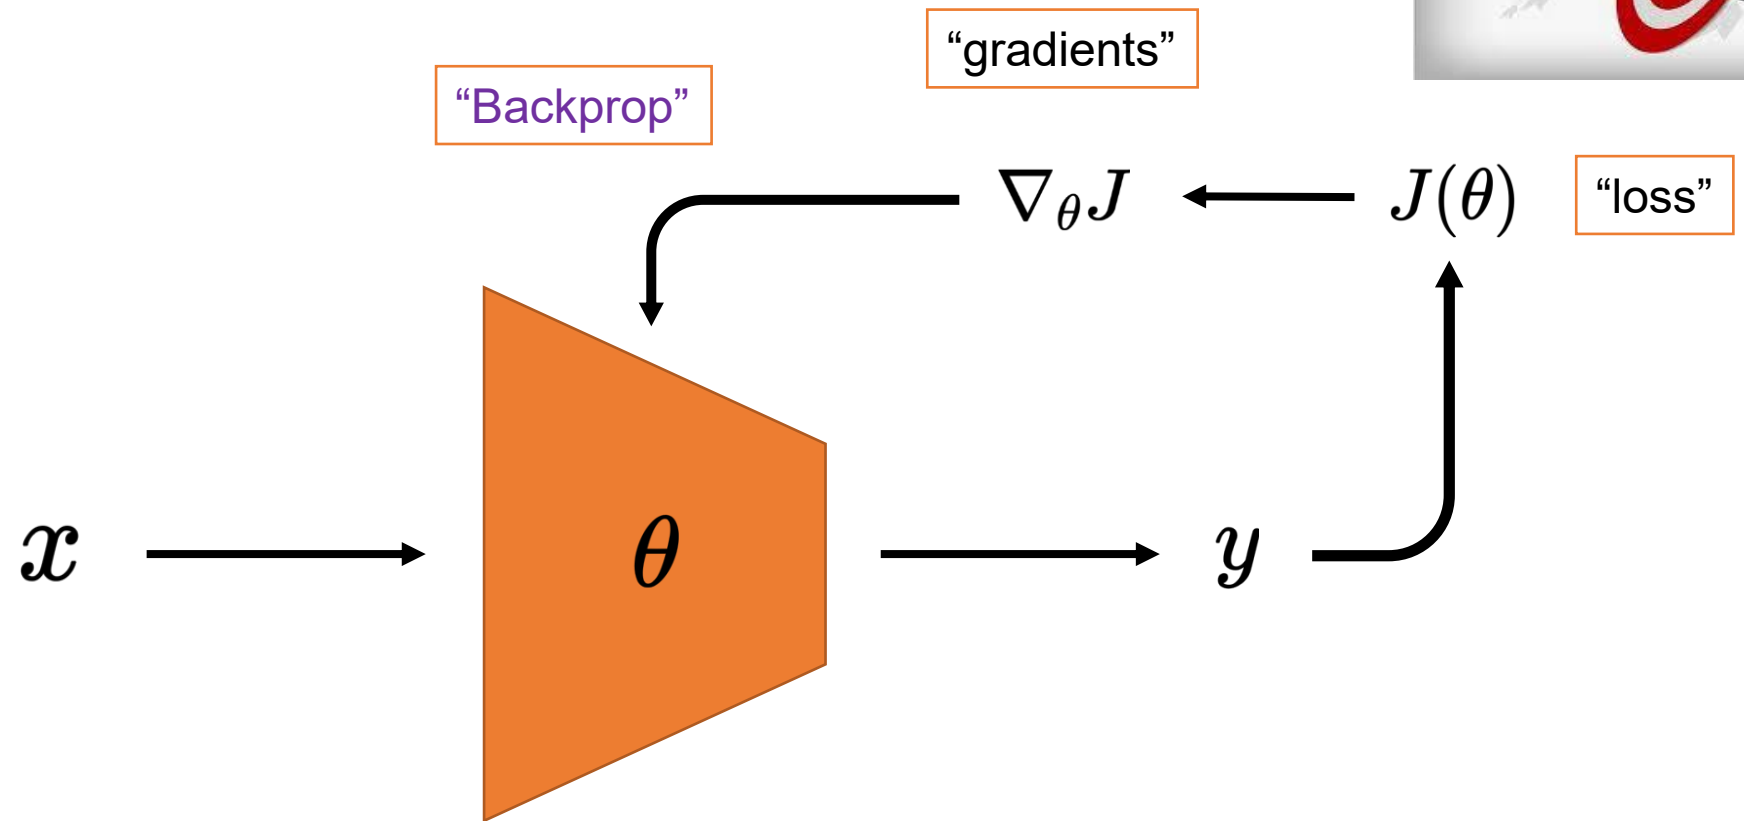 “gradients”
“Backprop”
∇θJ
J(θ)
“loss”
x
θ
y